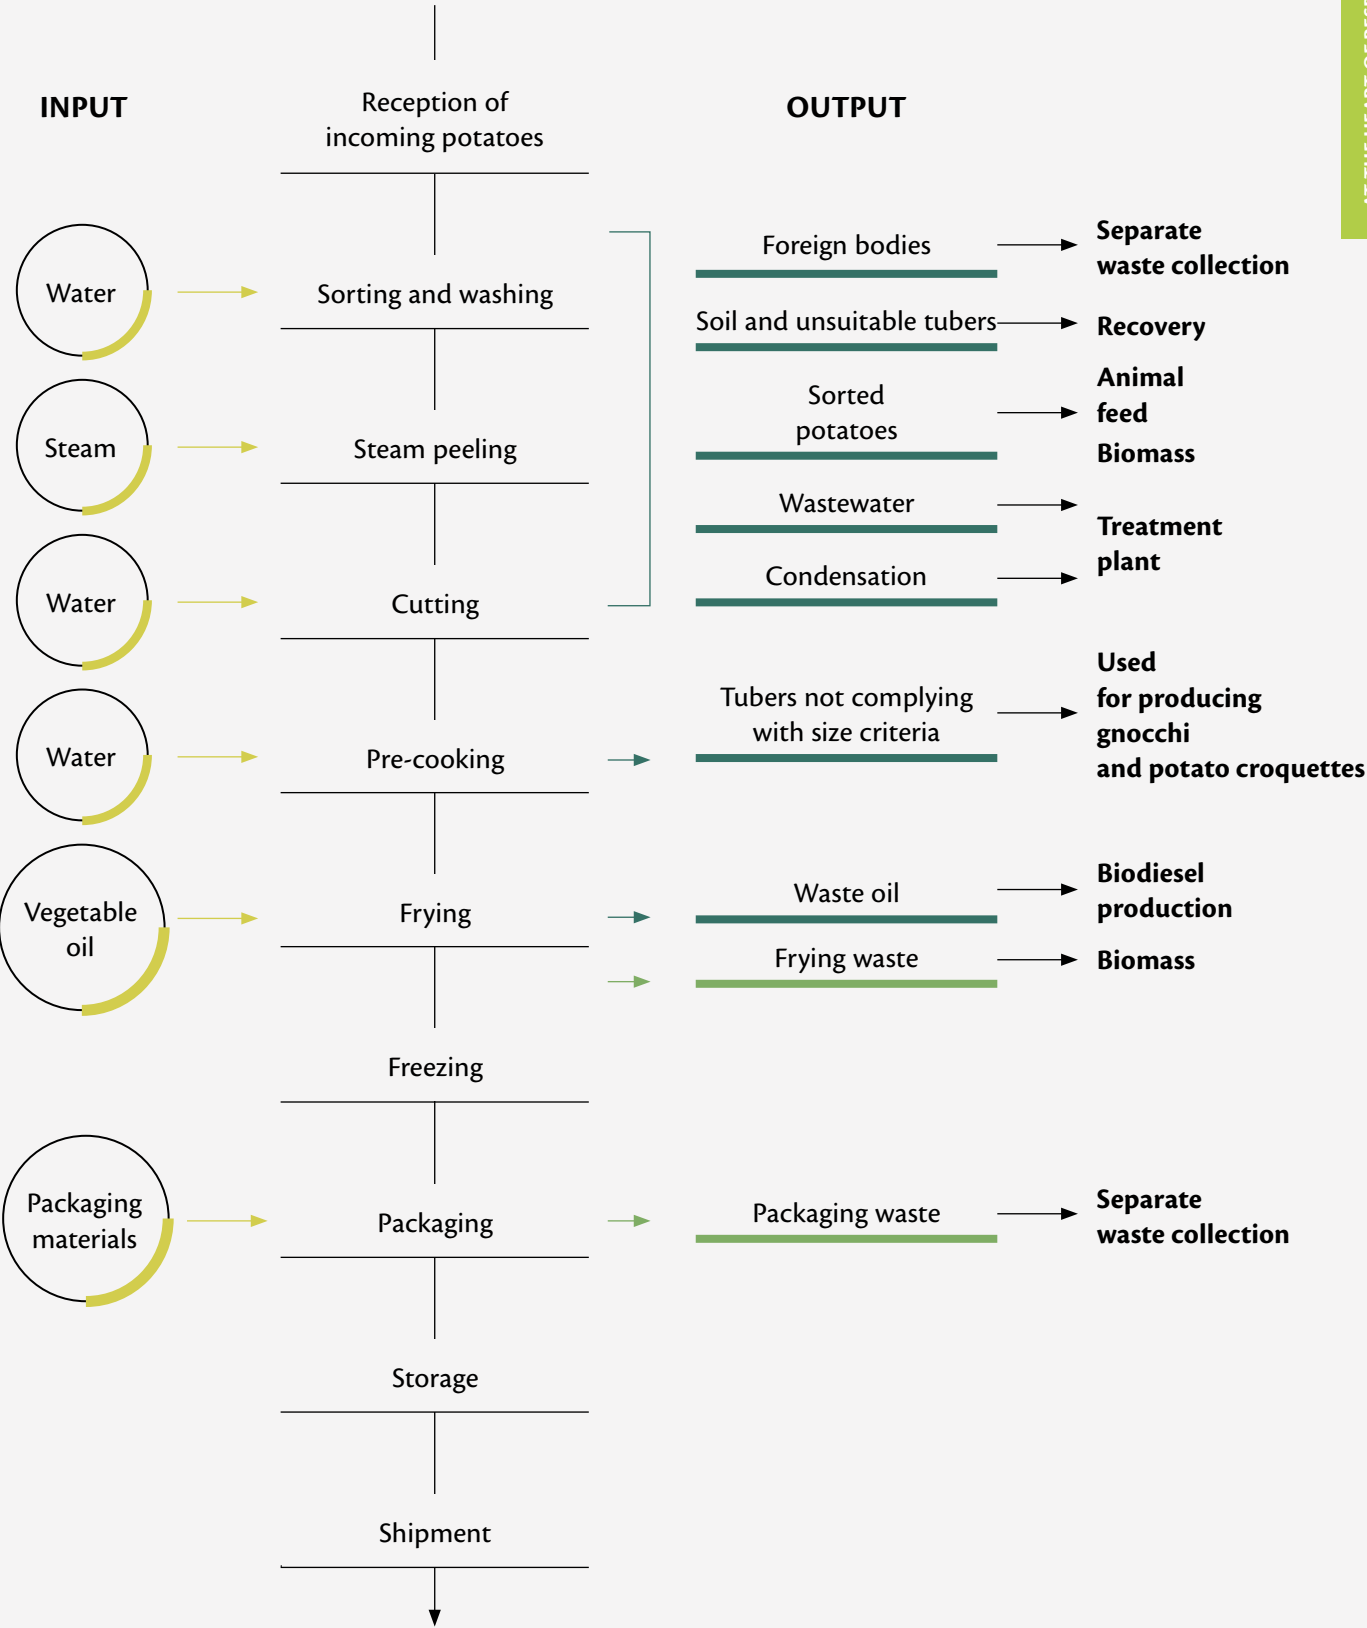 INPUT
Reception of
incoming potatoes
OUTPUT
Water
Sorting and washing
Foreign bodies
Separate
waste collection
Soil and unsuitable tubers
Recovery
Steam
Steam peeling
Sorted
potatoes
Animal
feed
Biomass
Wastewater
Condensation
Treatment
plant
Water
Cutting
Water
Pre-cooking
Tubers not complying
with size criteria
Used
for producing
gnocchi
and potato croquettes
Vegetable
oil
Frying
Waste oil
Biodiesel
production
Frying waste
Biomass
Freezing
Packaging
materials
Packaging
Packaging waste
Separate
waste collection
Storage
Shipment